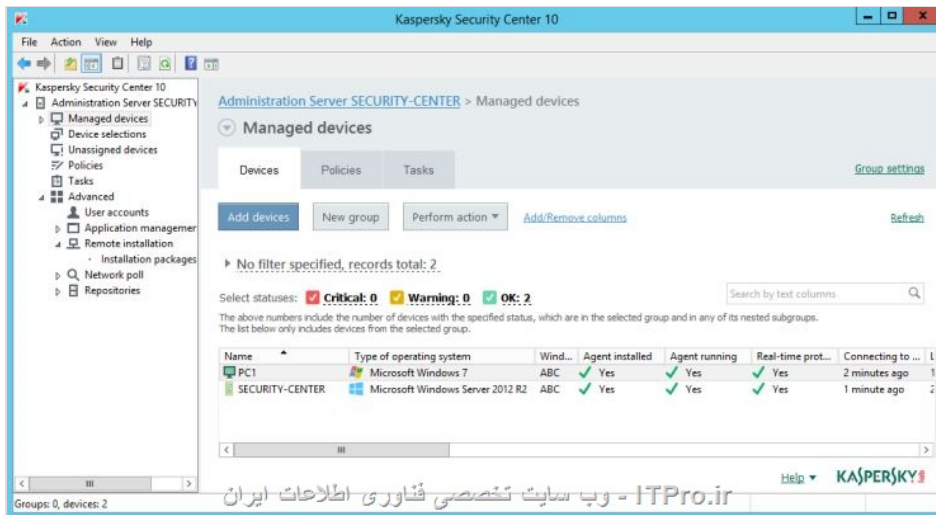 Kaspersky Security Center 10
File Action View Help
Kaspersky Security Center 10
Administration Server SECURITY
Managed devices
Device selections
Unassigned devices
Policies
Tasks
Advanced
User accounts
Application managemer
Remote installation
Installation packages
Network poll
Repositories
Administration Server SECURITY-CENTER > Managed devices
Managed devices
Devices Policies Tasks Group settings
Add devices New group Perform action Add/Remove columns Refresh
No filter specified, records total: 2
Select statuses: Critical: 0 Warning: 0 OK: 2 Search by text columns
The above numbers include the number of devices with the specified status, which are in the selected group and in any of its nested subgroups.
The list below only includes devices from the selected group.
Name Type of operating system Wind... Agent installed Agent running Real-time prot... Connecting to ... L
PC1 Microsoft Windows 7 ABC Yes Yes Yes 2 minutes ago 1
SECURITY-CENTER Microsoft Windows Server 2012 R2 ABC Yes Yes Yes 1 minute ago 2
Help KASPERSKY
Groups: 0, devices: 2
ITPro.ir - وب سایت تخصصی فناوری اطلاعات ایران